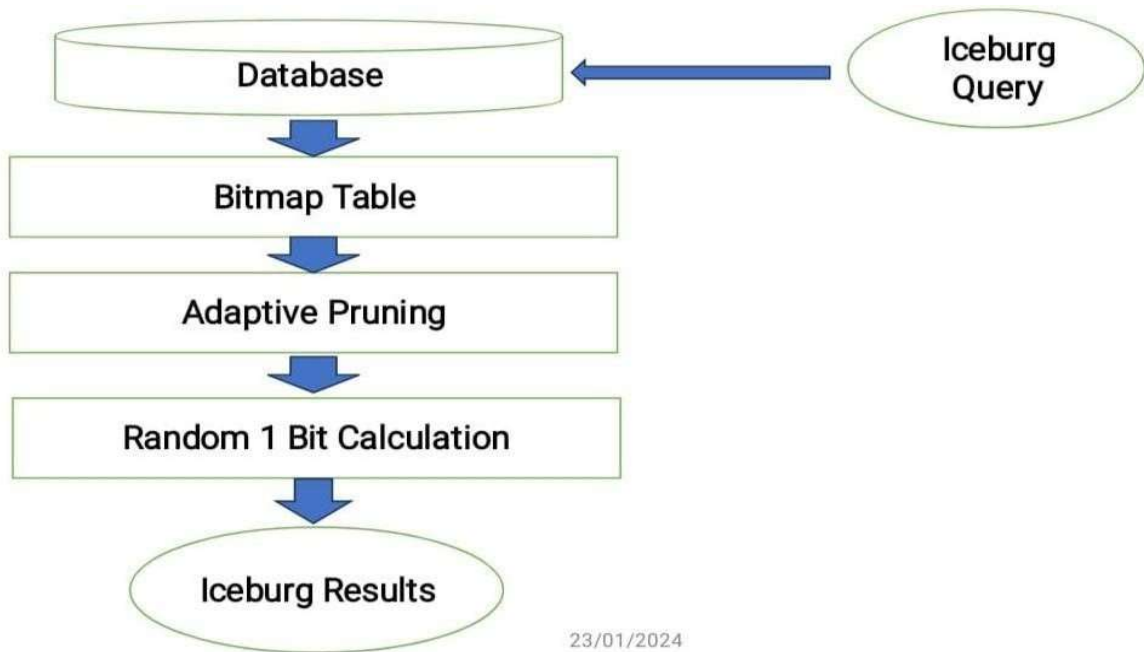 Database
Iceburg
Query
Bitmap Table
Adaptive Pruning
Random 1 Bit Calculation
Iceburg Results
23/01/2024